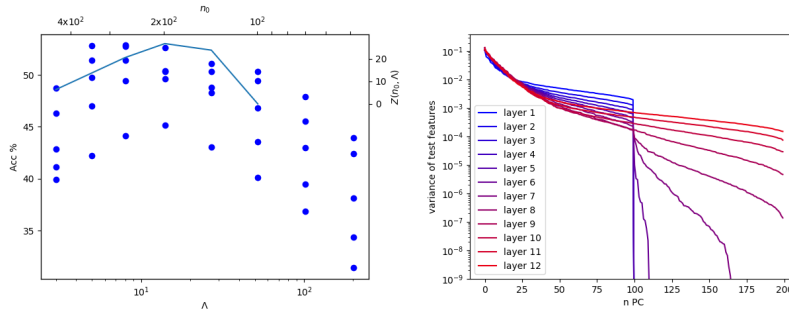 n₀
4×10² 2×10² 10²
50
45
40
35
Acc %
20
10
0
Z(n₀, Λ)
10¹ 10²
Λ
10⁻¹
10⁻²
10⁻³
10⁻⁴
10⁻⁵
10⁻⁶
10⁻⁷
10⁻⁸
10⁻⁹
variance of test features
layer 1
layer 2
layer 3
layer 4
layer 5
layer 6
layer 7
layer 8
layer 9
layer 10
layer 11
layer 12
0 25 50 75 100 125 150 175 200
n PC